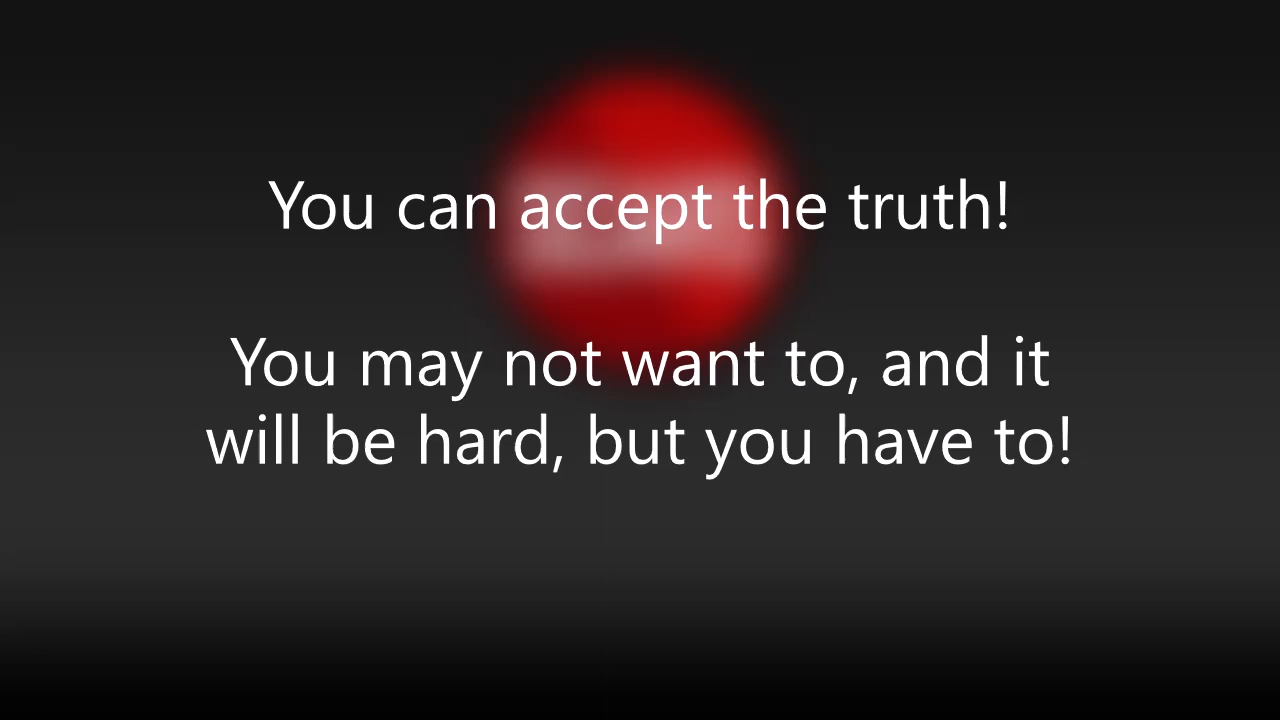 You can accept the truth!
You may not want to, and it
will be hard, but you have to!